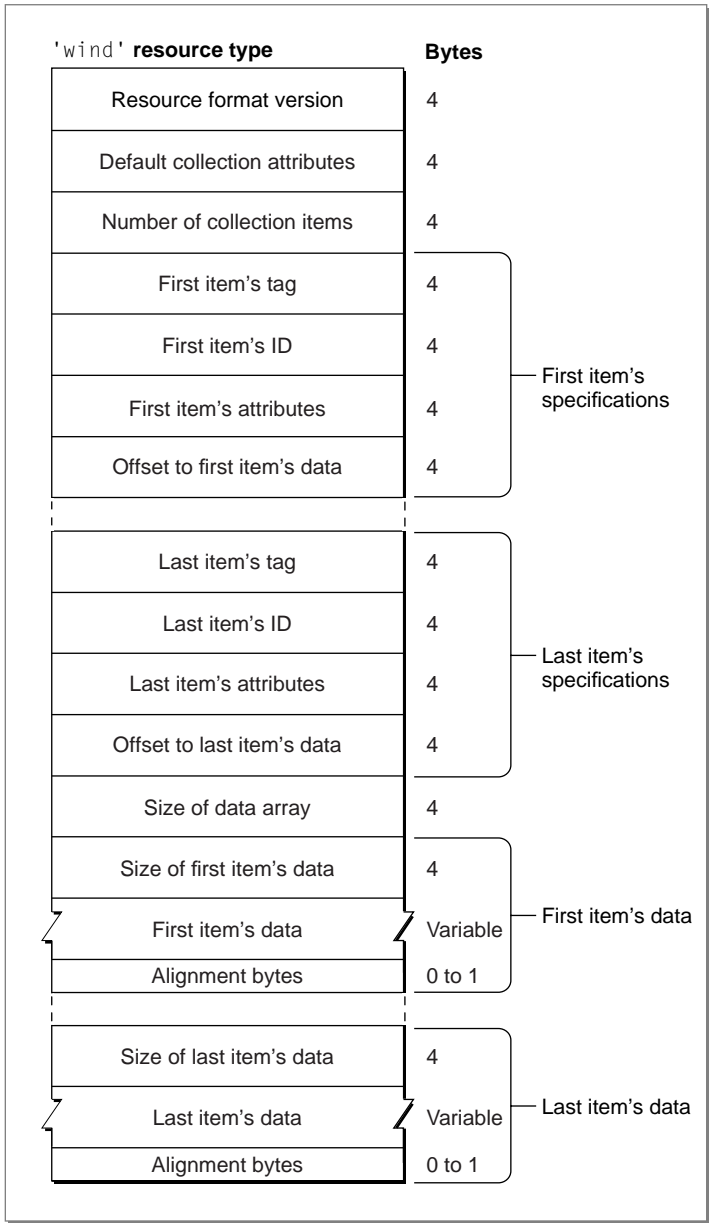 'wind' resource type Bytes
Resource format version 4
Default collection attributes 4
Number of collection items 4
First item’s tag 4
First item’s ID 4
First item’s attributes 4
Offset to first item’s data 4
First item’s
specifications
Last item’s tag 4
Last item’s ID 4
Last item’s attributes 4
Offset to last item’s data 4
Last item’s
specifications
Size of data array 4
Size of first item’s data 4
First item’s data Variable
Alignment bytes 0 to 1
First item’s data
Size of last item’s data 4
Last item’s data Variable
Alignment bytes 0 to 1
Last item’s data